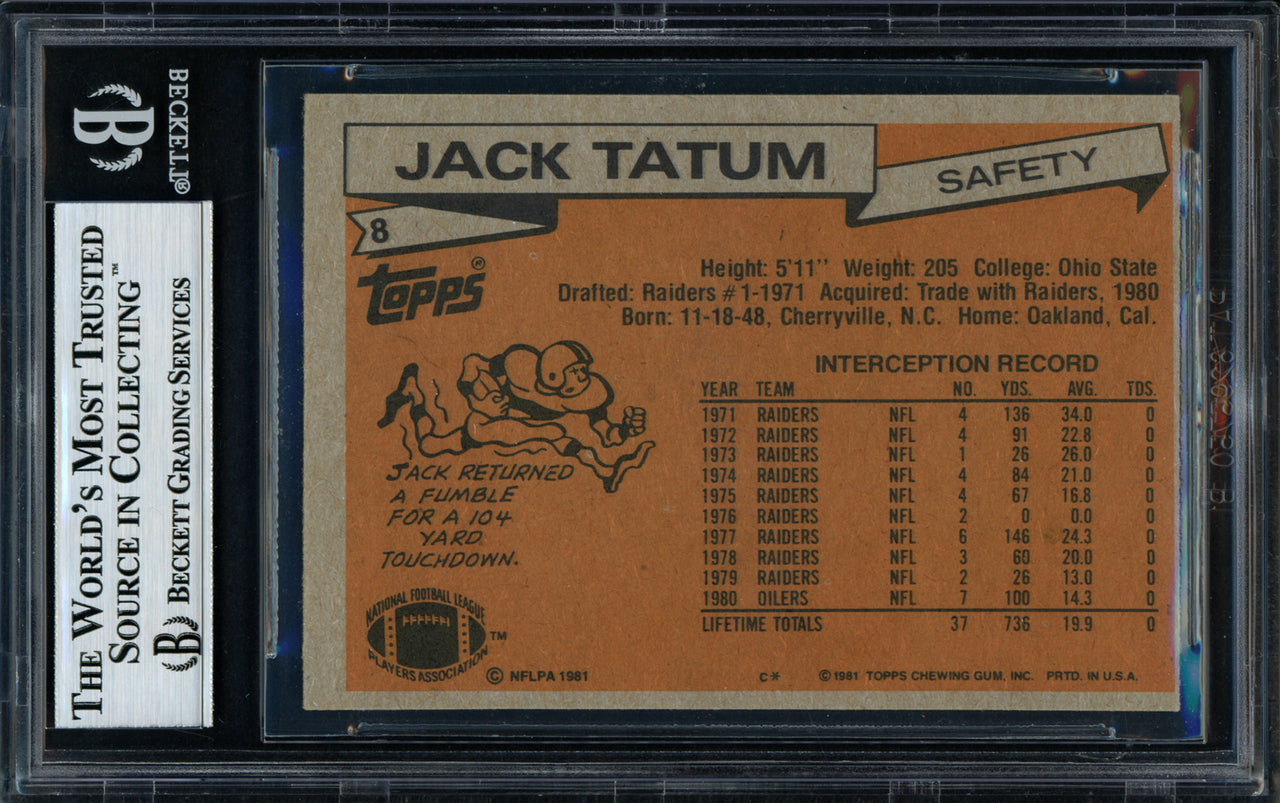 BECKETT®
THE WORLD'S MOST TRUSTED
SOURCE IN COLLECTING™
B BECKETT GRADING SERVICES
JACK TATUM
SAFETY
8
TOPPS®
Height: 5'11" Weight: 205 College: Ohio State
Drafted: Raiders #1-1971 Acquired: Trade with Raiders, 1980
Born: 11-18-48, Cherryville, N.C. Home: Oakland, Cal.
JACK RETURNED
A FUMBLE
FOR A 104
YARD
TOUCHDOWN.
INTERCEPTION RECORD
YEAR TEAM NO. YDS. AVG. TDS.
1971 RAIDERS NFL 4 136 34.0 0
1972 RAIDERS NFL 4 91 22.8 0
1973 RAIDERS NFL 1 26 26.0 0
1974 RAIDERS NFL 4 84 21.0 0
1975 RAIDERS NFL 4 67 16.8 0
1976 RAIDERS NFL 2 0 0.0 0
1977 RAIDERS NFL 6 146 24.3 0
1978 RAIDERS NFL 3 60 20.0 0
1979 RAIDERS NFL 2 26 13.0 0
1980 OILERS NFL 7 100 14.3 0
LIFETIME TOTALS 37 736 19.9 0
NATIONAL FOOTBALL LEAGUE
PLAYERS ASSOCIATION
™
© NFLPA 1981
C*
©1981 TOPPS CHEWING GUM, INC. PRTD. IN U.S.A.